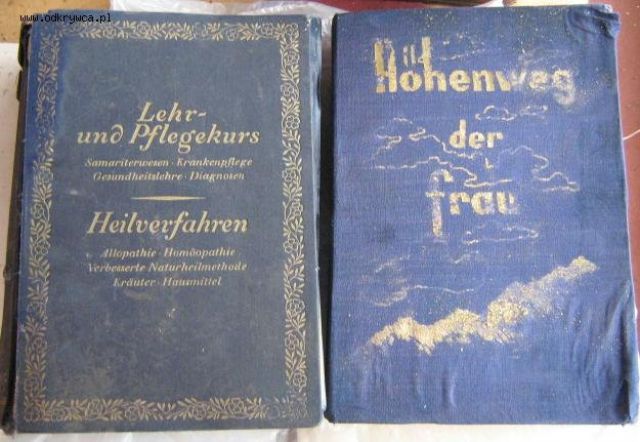 www.odkrywca.pl
Lehr-
und Pflegekurs
Samariterwesen · Krankenpflege
Gesundheitslehre · Diagnosen
Heilverfahren
Allopathie · Homöopathie
Verbesserte Naturheilmethode
Kräuter · Hausmittel
Höhenweg
der
frau